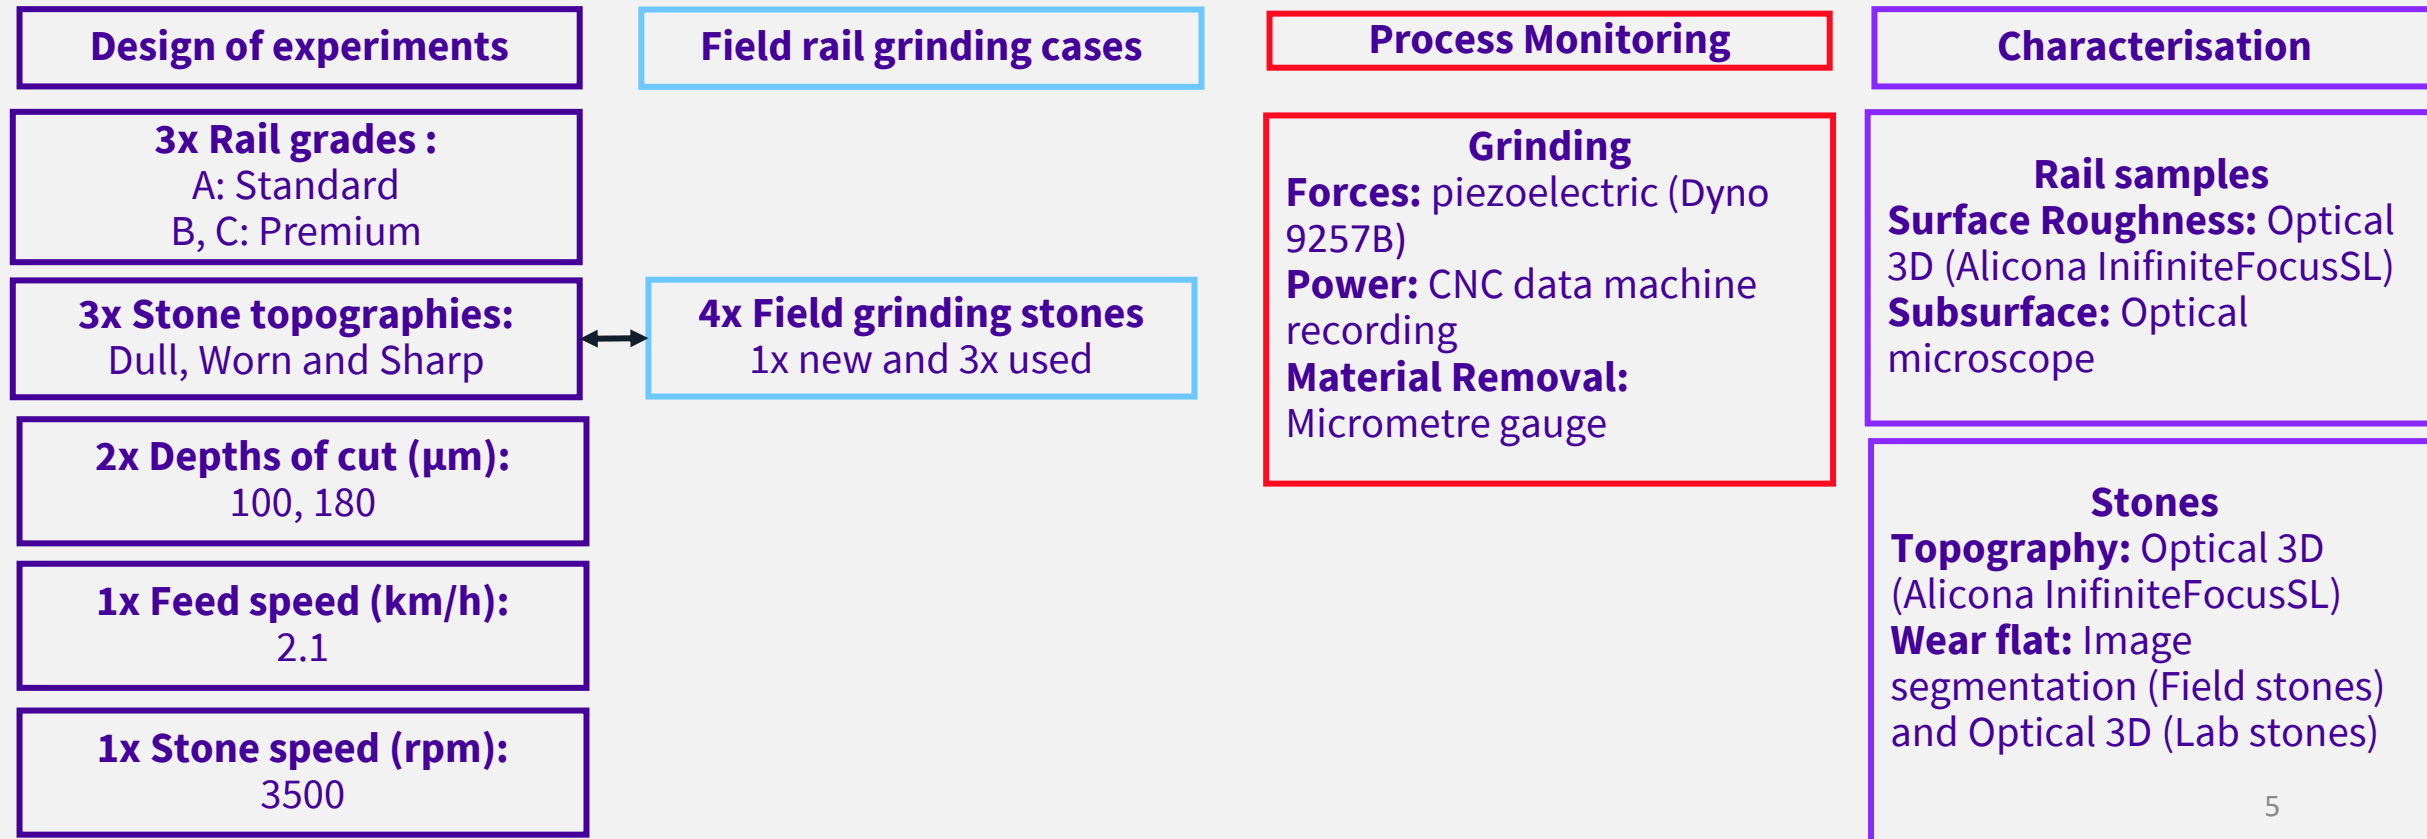 Design of experiments
3x Rail grades :
A: Standard
B, C: Premium
3x Stone topographies:
Dull, Worn and Sharp
2x Depths of cut (µm):
100, 180
1x Feed speed (km/h):
2.1
1x Stone speed (rpm):
3500
Field rail grinding cases
4x Field grinding stones
1x new and 3x used
Process Monitoring
Grinding
Forces: piezoelectric (Dyno
9257B)
Power: CNC data machine
recording
Material Removal:
Micrometre gauge
Characterisation
Rail samples
Surface Roughness: Optical
3D (Alicona InifiniteFocusSL)
Subsurface: Optical
microscope
Stones
Topography: Optical 3D
(Alicona InifiniteFocusSL)
Wear flat: Image
segmentation (Field stones)
and Optical 3D (Lab stones)
5